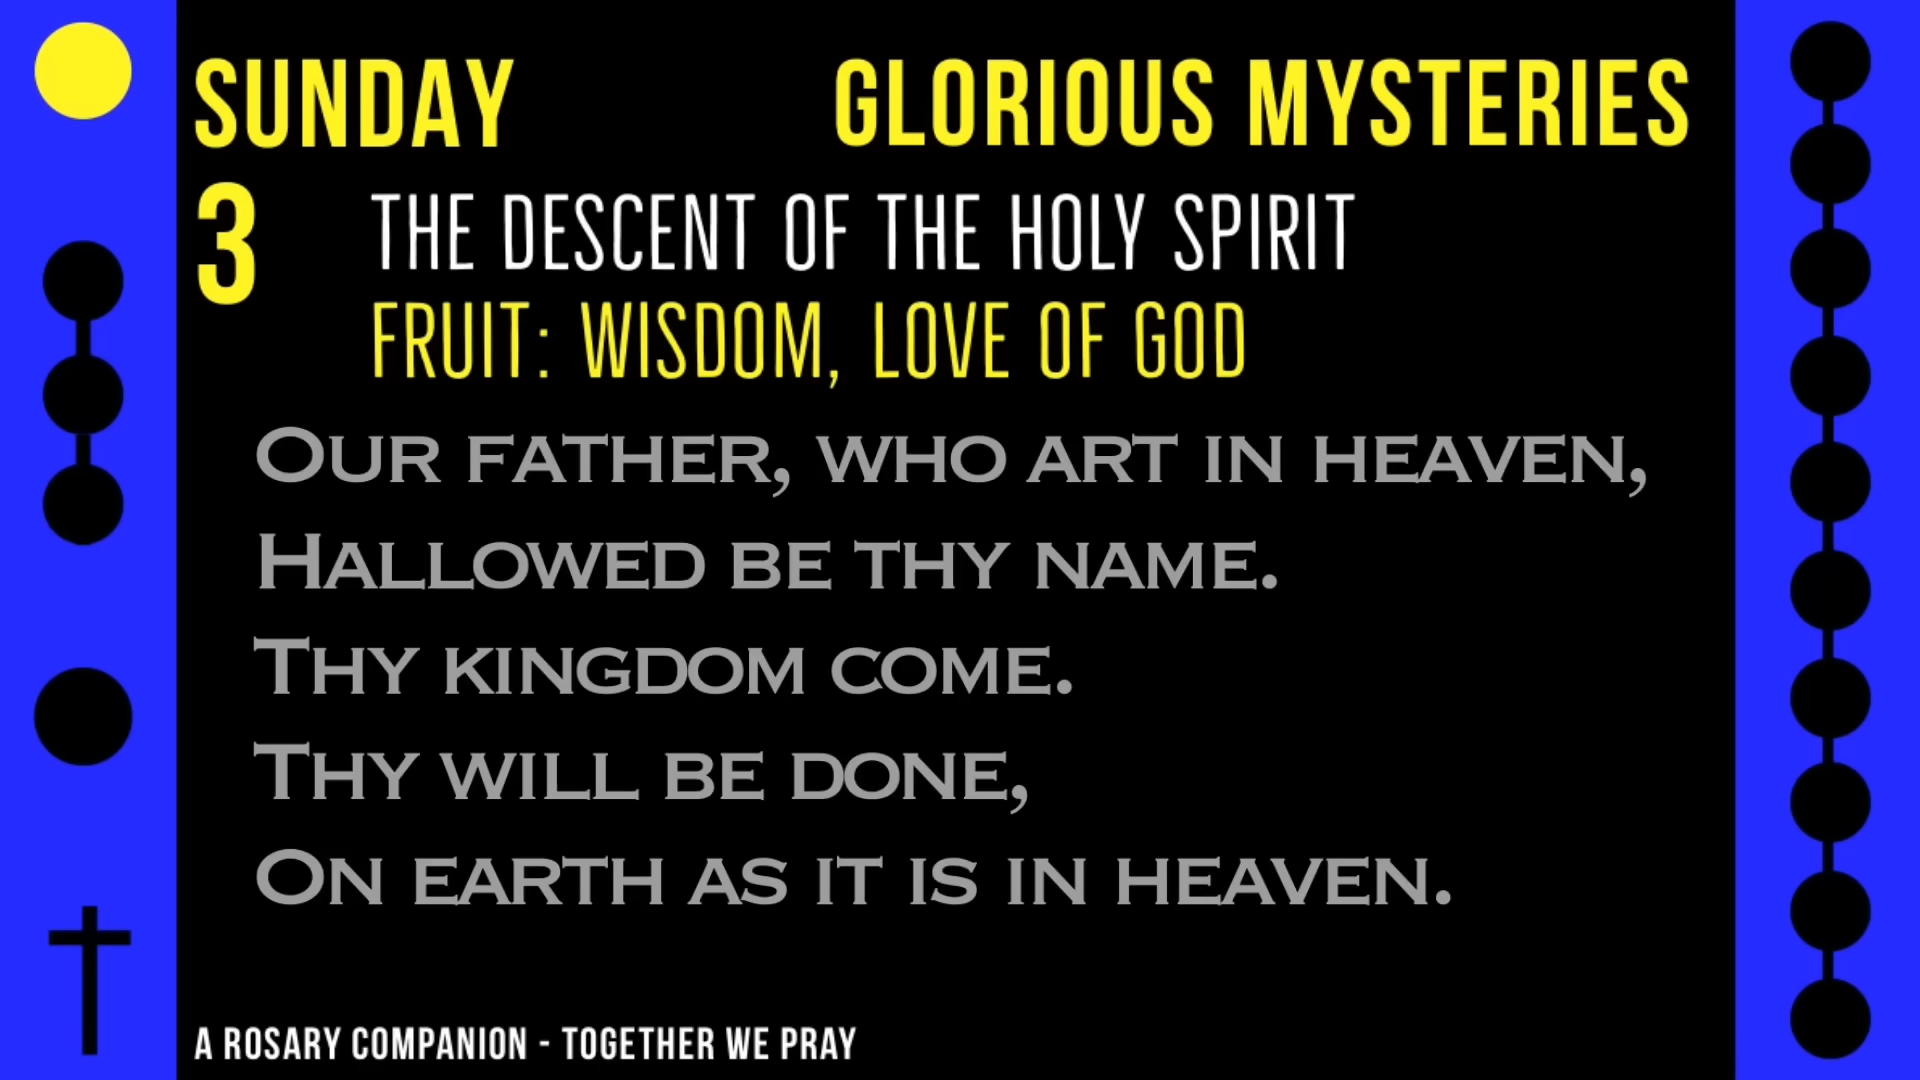 SUNDAY GLORIOUS MYSTERIES
3 THE DESCENT OF THE HOLY SPIRIT
FRUIT: WISDOM, LOVE OF GOD
OUR FATHER, WHO ART IN HEAVEN,
HALLOWED BE THY NAME.
THY KINGDOM COME.
THY WILL BE DONE,
ON EARTH AS IT IS IN HEAVEN.
A ROSARY COMPANION - TOGETHER WE PRAY